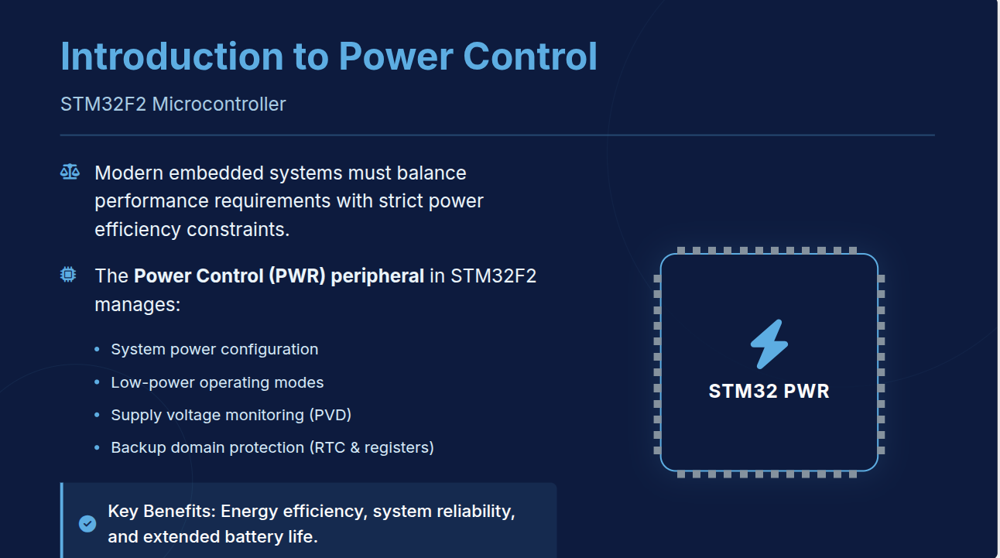 Introduction to Power Control
STM32F2 Microcontroller
Modern embedded systems must balance
performance requirements with strict power
efficiency constraints.
The Power Control (PWR) peripheral in STM32F2
manages:
System power configuration
Low-power operating modes
Supply voltage monitoring (PVD)
Backup domain protection (RTC & registers)
Key Benefits: Energy efficiency, system reliability,
and extended battery life.
STM32 PWR